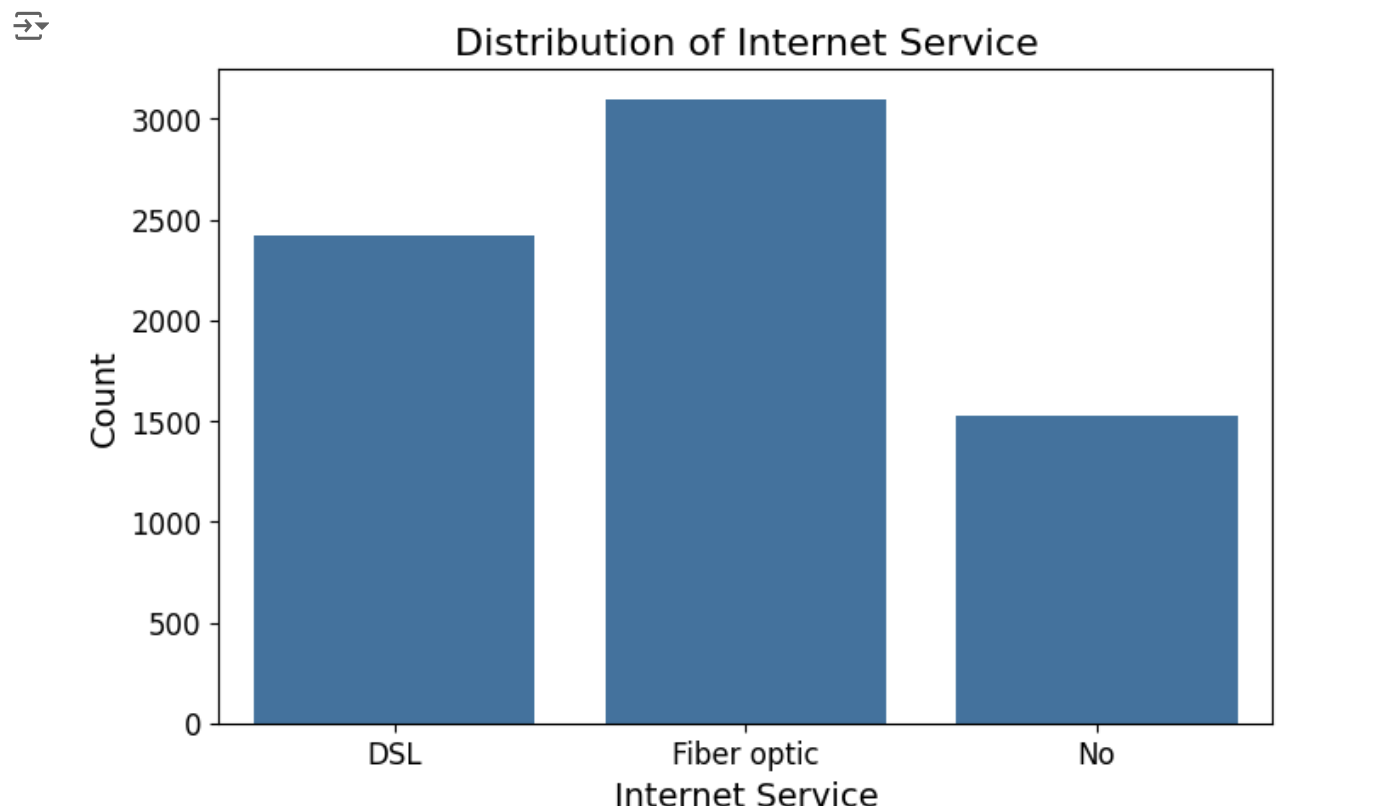 Distribution of Internet Service
3000
2500
2000
1500
1000
500
0
Count
DSL
Fiber optic
No
Internet Service